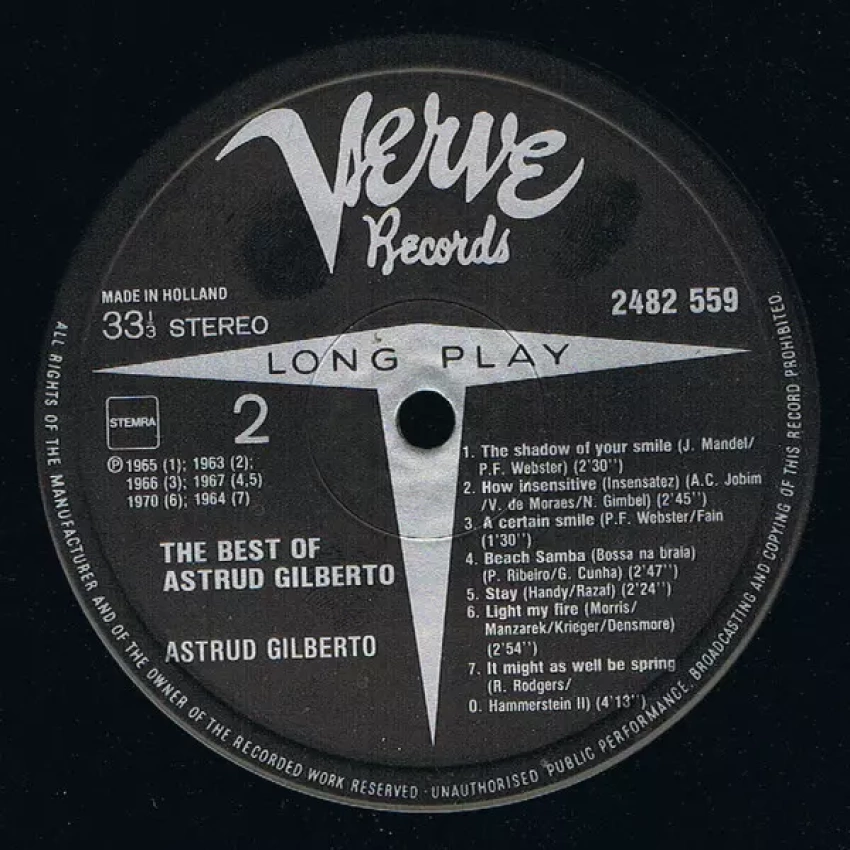 Verve
Records
MADE IN HOLLAND
33⅓ STEREO
2482 559
LONG PLAY
STEMRA
2
℗ 1965 (1); 1963 (2);
1966 (3); 1967 (4,5)
1970 (6); 1964 (7)
THE BEST OF
ASTRUD GILBERTO
ASTRUD GILBERTO
1. The shadow of your smile (J. Mandel/
P.F. Webster) (2'30")
2. How insensitive (Insensatez) (A.C. Jobim
/V. de Moraes/N. Gimbel) (2'45")
3. A certain smile (P.F. Webster/Fain
(1'30")
4. Beach Samba (Bossa na braia)
(P. Ribeiro/G. Cunha) (2'47")
5. Stay (Handy/Razaf) (2'24")
6. Light my fire (Morris/
Manzarek/Krieger/Densmore)
(2'54")
7. It might as well be spring
(R. Rodgers/
0. Hammerstein II) (4'13")
ALL RIGHTS OF THE MANUFACTURER AND OF THE OWNER OF THE RECORDED WORK RESERVED · UNAUTHORISED PUBLIC PERFORMANCE, BROADCASTING AND COPYING OF THIS RECORD PROHIBITED.